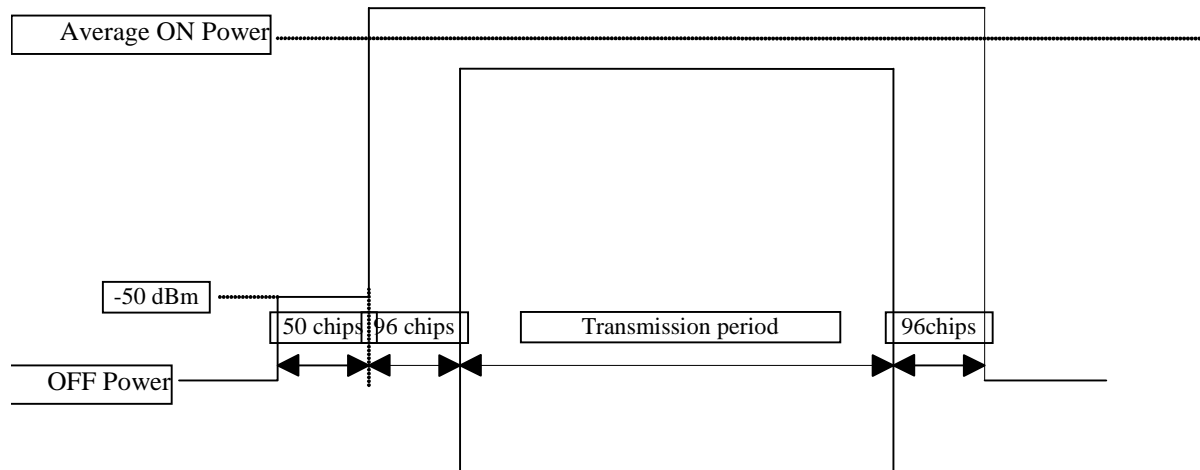 Average ON Power
-50 dBm
50 chips
96 chips
Transmission period
96chips
OFF Power